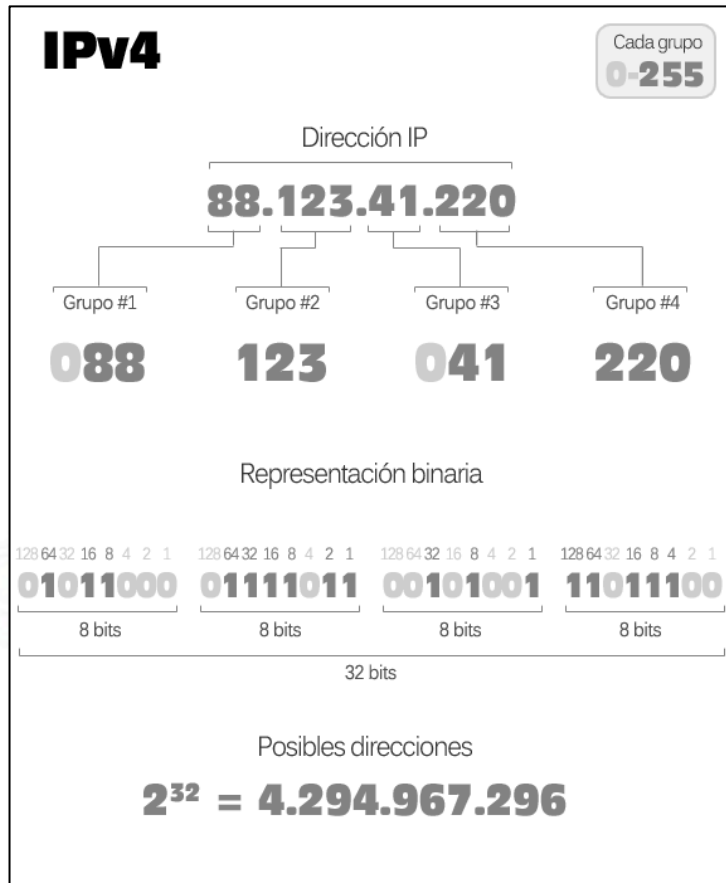 IPv4
Cada grupo
0-255
Dirección IP
88.123.41.220
Grupo #1 Grupo #2 Grupo #3 Grupo #4
088 123 041 220
Representación binaria
128 64 32 16 8 4 2 1 128 64 32 16 8 4 2 1 128 64 32 16 8 4 2 1 128 64 32 16 8 4 2 1
01011000 01111011 00101001 11011100
8 bits 8 bits 8 bits 8 bits
32 bits
Posibles direcciones
2³² = 4.294.967.296